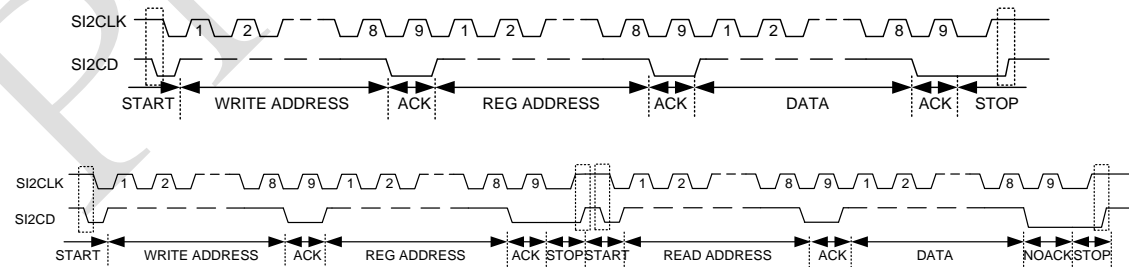 SI2CLK 1 2 8 9 1 2 8 9 1 2 8 9
SI2CD
START WRITE ADDRESS ACK REG ADDRESS ACK DATA ACK STOP
SI2CLK 1 2 8 9 1 2 8 9 1 2 8 9 1 2 8 9
SI2CD
START WRITE ADDRESS ACK REG ADDRESS ACK STOP START READ ADDRESS ACK DATA NOACK STOP